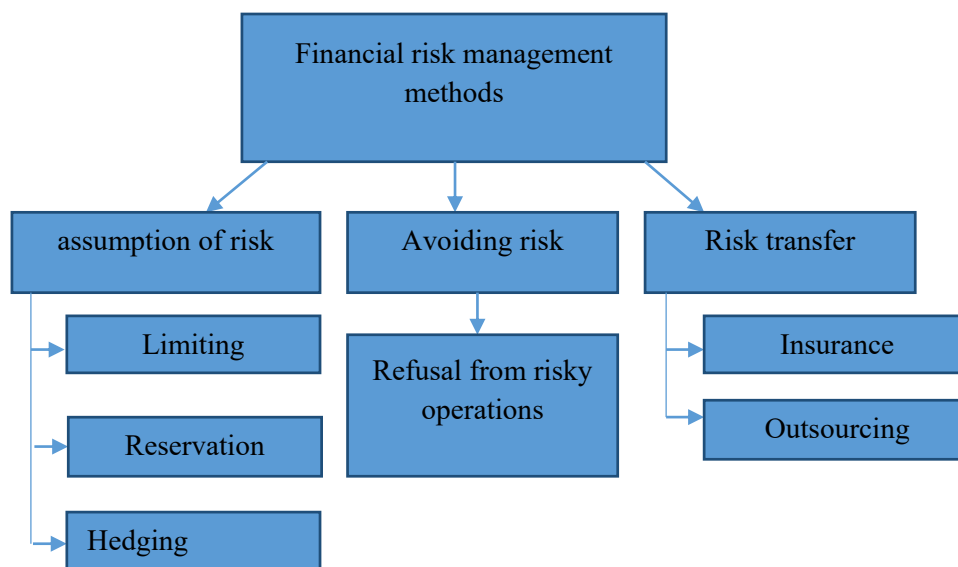 Financial risk management
methods
assumption of risk
Avoiding risk
Risk transfer
Limiting
Refusal from risky
operations
Insurance
Reservation
Outsourcing
Hedging